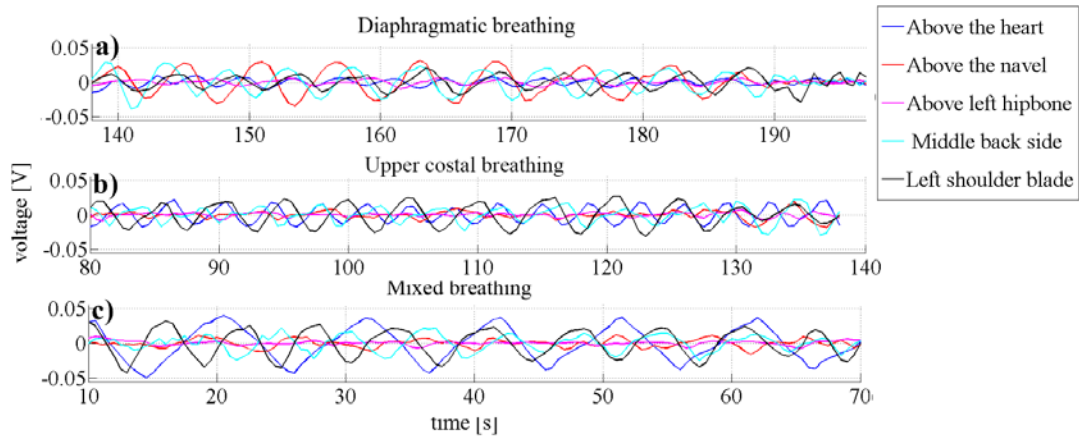 Diaphragmatic breathing
a)
0.05
0
-0.05
140 150 160 170 180 190
Upper costal breathing
b)
0.05
0
-0.05
80 90 100 110 120 130 140
Mixed breathing
c)
0.05
0
-0.05
10 20 30 40 50 60 70
time [s]
voltage [V]
Above the heart
Above the navel
Above left hipbone
Middle back side
Left shoulder blade